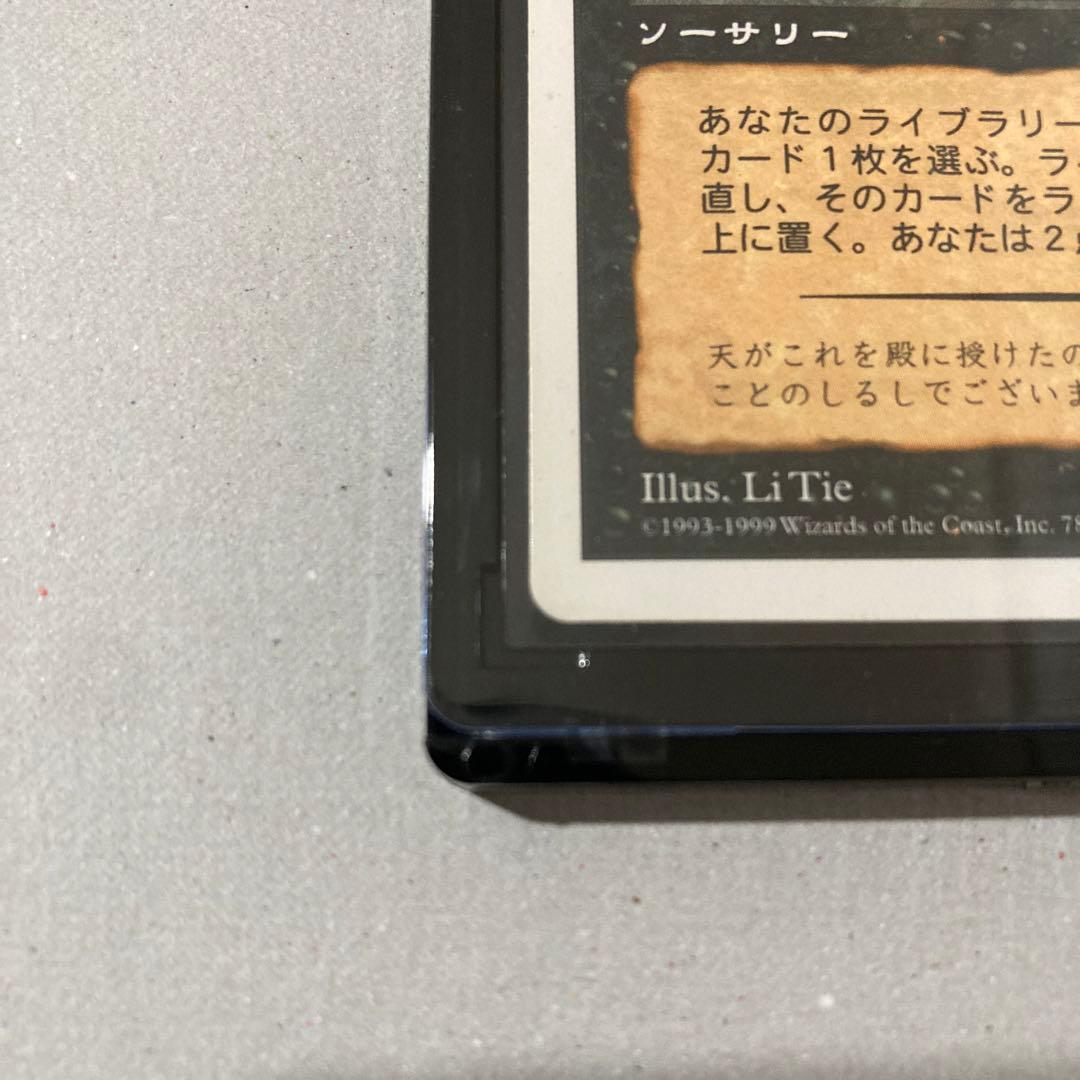 ソーサリー
あなたのライブラリー
カード１枚を選ぶ。ラ
直し、そのカードをラ
上に置く。あなたは２
天がこれを殿に授けたの
ことのしるしでございま
Illus. Li Tie
©1993-1999 Wizards of the Coast, Inc. 78